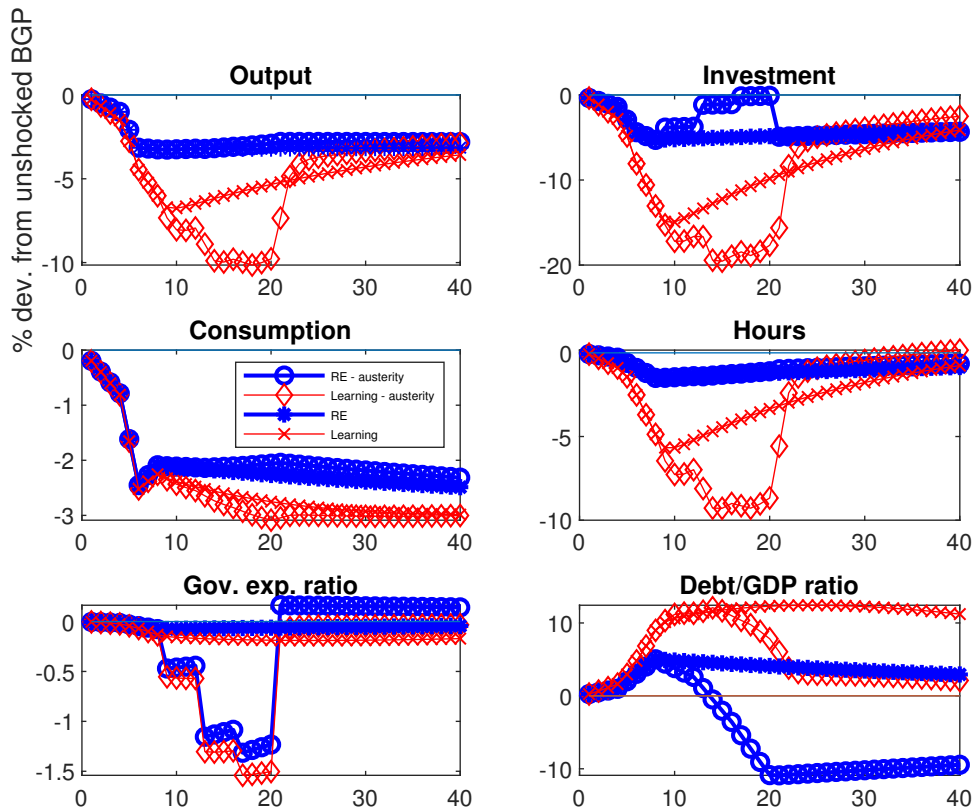 % dev. from unshocked BGP
Output
0
-5
-10
0 10 20 30 40
Investment
0
-10
-20
0 10 20 30 40
Consumption
0
-1
-2
-3
0 10 20 30 40
RE - austerity
Learning - austerity
RE
Learning
Hours
0
-5
-10
0 10 20 30 40
Gov. exp. ratio
0
-0.5
-1
-1.5
0 10 20 30 40
Debt/GDP ratio
10
0
-10
0 10 20 30 40